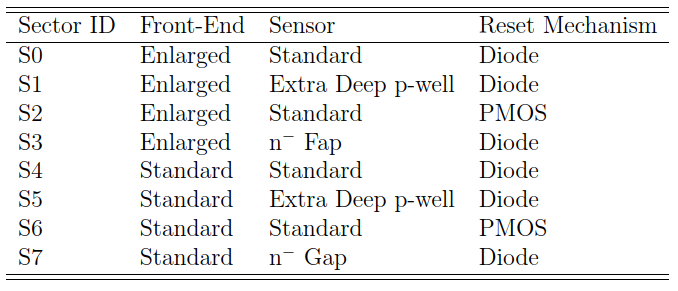 Sector ID Front-End Sensor Reset Mechanism
S0 Enlarged Standard Diode
S1 Enlarged Extra Deep p-well Diode
S2 Enlarged Standard PMOS
S3 Enlarged n⁻ Fap Diode
S4 Standard Standard Diode
S5 Standard Extra Deep p-well Diode
S6 Standard Standard PMOS
S7 Standard n⁻ Gap Diode